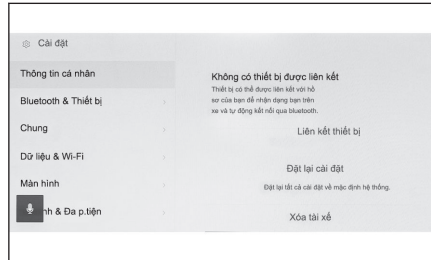 Cài đặt
Thông tin cá nhân
Bluetooth & Thiết bị
Chung
Dữ liệu & Wi-Fi
Màn hình
nh & Đa p.tiện
Không có thiết bị được liên kết
Thiết bị có thể được liên kết với hồ
sơ của bạn để nhận dạng bạn trên
xe và tự động kết nối qua bluetooth.
Liên kết thiết bị
Đặt lại cài đặt
Đặt lại tất cả cài đặt về mặc định hệ thống.
Xóa tài xế